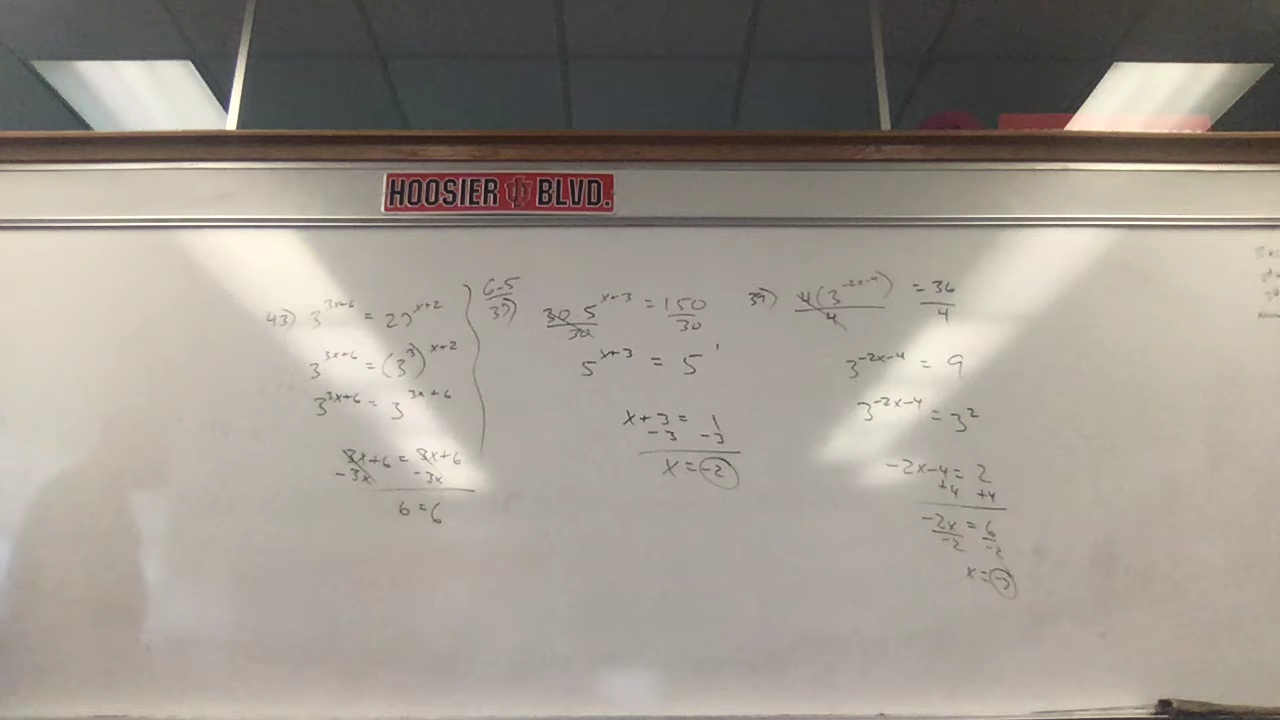 HOOSIER BLVD.
43) 3^{3x+6} = 27^{x+2}
3^{3x+6} = (3^3)^{x+2}
3^{3x+6} = 3^{3x+6}
3x+6 = 3x+6
-3x -3x
6 = 6
6-5
37) 30·5^{x+3} = 150
30 30
5^{x+3} = 5^1
x+3 = 1
-3 -3
x = -2
39) 4(3^{-2x-4}) = 36
4 4
3^{-2x-4} = 9
3^{-2x-4} = 3^2
-2x-4 = 2
+4 +4
-2x = 6
-2 -2
x = -3